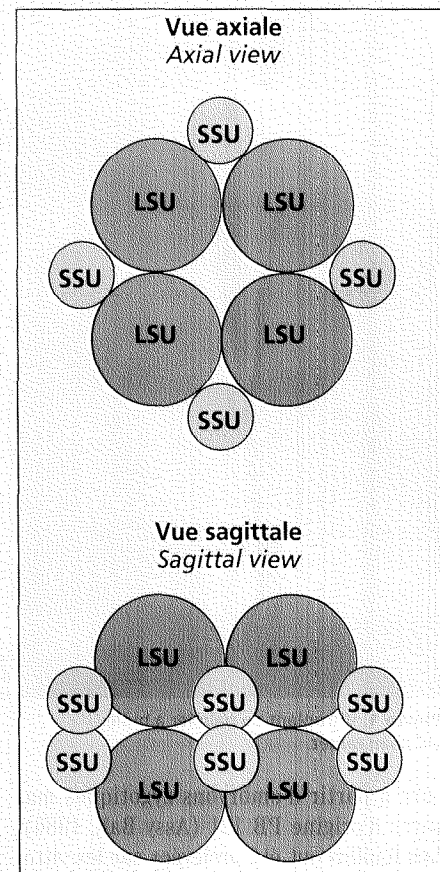 Vue axiale
Axial view
SSU
LSU LSU
SSU SSU
LSU LSU
SSU
Vue sagittale
Sagittal view
LSU LSU
SSU SSU SSU
SSU SSU SSU
LSU LSU